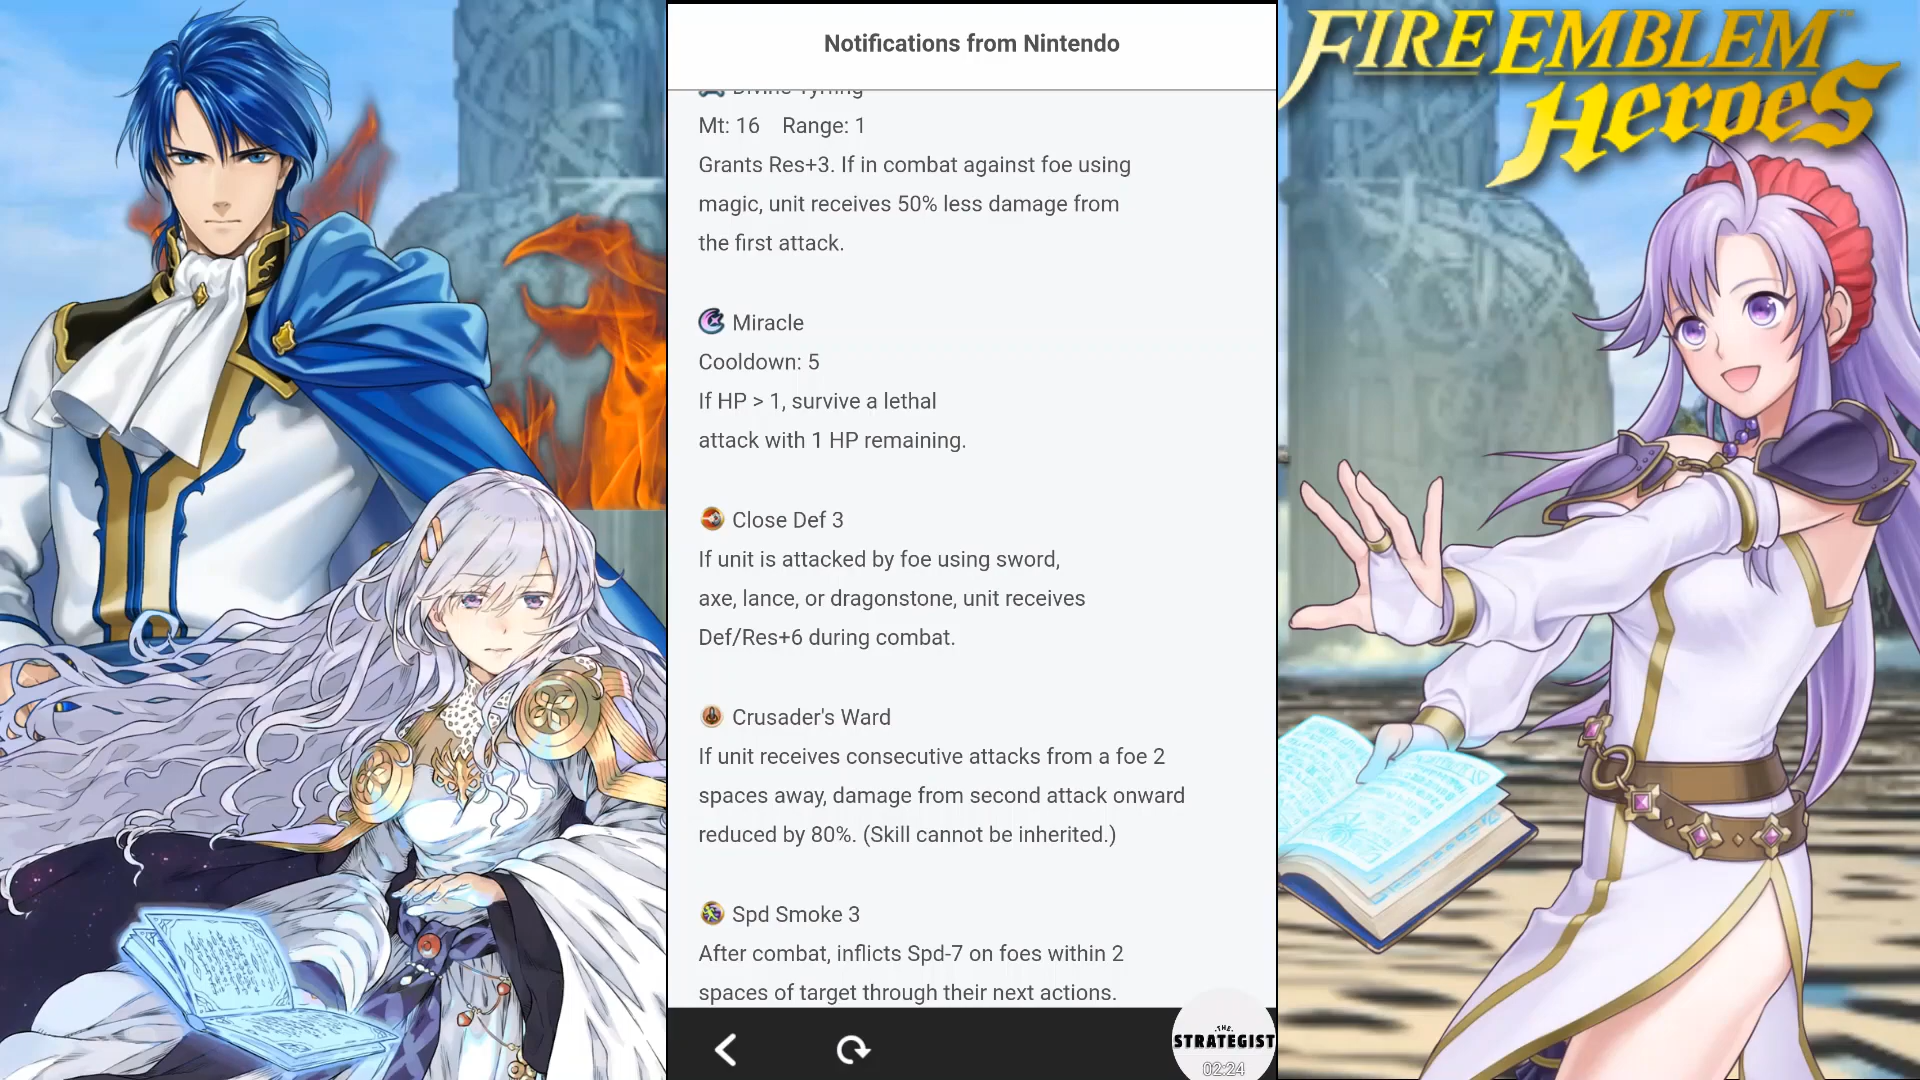 Notifications from Nintendo
FIRE EMBLEM
Heroes
Divine Tyrfing
Mt: 16 Range: 1
Grants Res+3. If in combat against foe using
magic, unit receives 50% less damage from
the first attack.
Miracle
Cooldown: 5
If HP > 1, survive a lethal
attack with 1 HP remaining.
Close Def 3
If unit is attacked by foe using sword,
axe, lance, or dragonstone, unit receives
Def/Res+6 during combat.
Crusader's Ward
If unit receives consecutive attacks from a foe 2
spaces away, damage from second attack onward
reduced by 80%. (Skill cannot be inherited.)
Spd Smoke 3
After combat, inflicts Spd-7 on foes within 2
spaces of target through their next actions.
·THE·
STRATEGIST
02:24